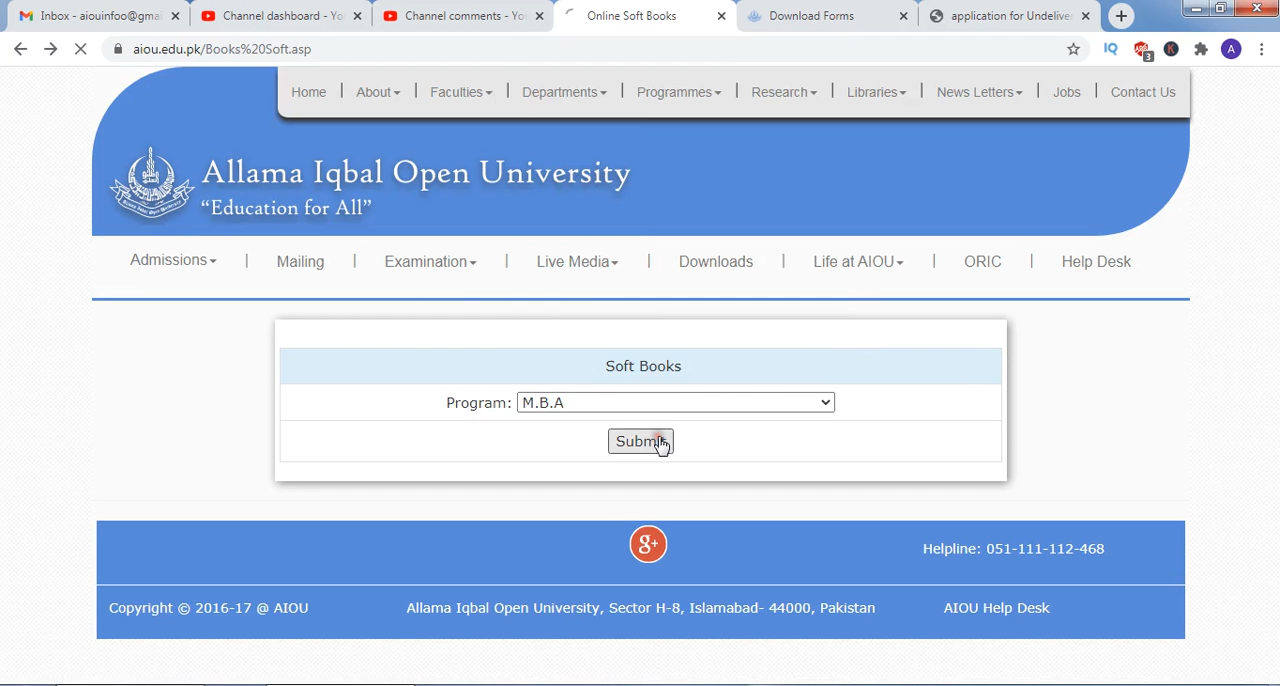 Inbox - aiouinfoo@gma
Channel dashboard - Yo
Channel comments - Yo
Online Soft Books
Download Forms
application for Undeliver
aiou.edu.pk/Books%20Soft.asp
IQ
3
K
A
Home | About | Faculties | Departments | Programmes | Research | Libraries | News Letters | Jobs | Contact Us
Allama Iqbal Open University
“Education for All”
Admissions | Mailing | Examination | Live Media | Downloads | Life at AIOU | ORIC | Help Desk
Soft Books
Program: M.B.A
Submit
g+
Helpline: 051-111-112-468
Copyright © 2016-17 @ AIOU
Allama Iqbal Open University, Sector H-8, Islamabad- 44000, Pakistan
AIOU Help Desk